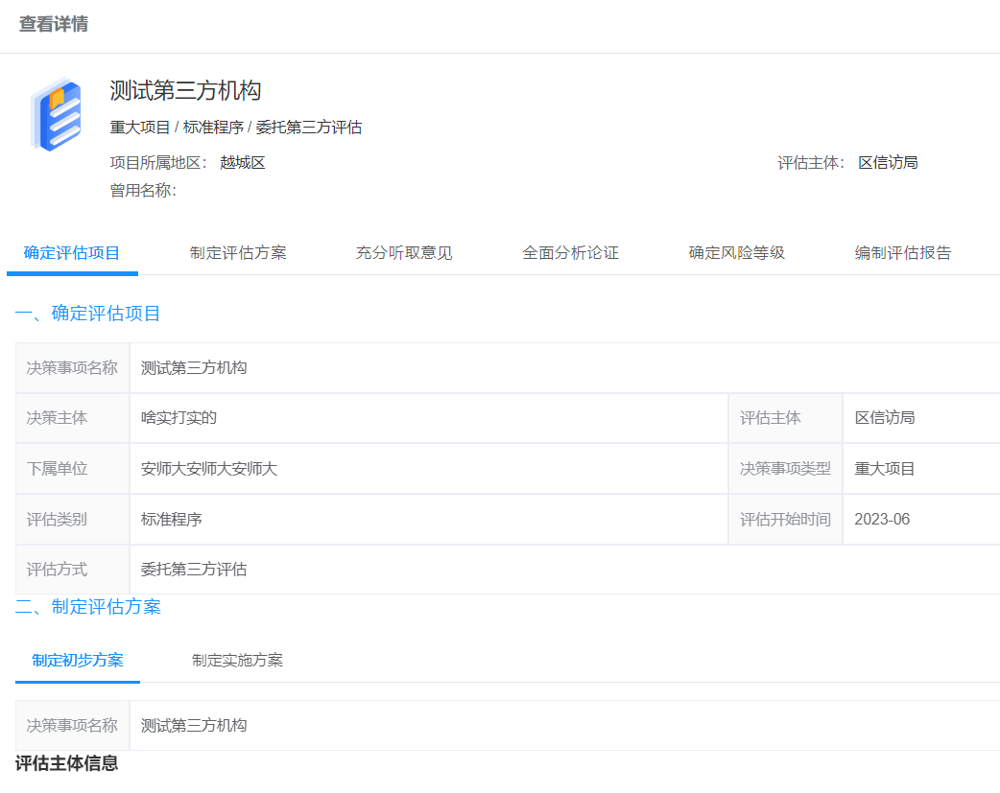 查看详情
测试第三方机构
重大项目 / 标准程序 / 委托第三方评估
项目所属地区： 越城区 评估主体： 区信访局
曾用名称：
确定评估项目 制定评估方案 充分听取意见 全面分析论证 确定风险等级 编制评估报告
一、确定评估项目
决策事项名称 测试第三方机构
决策主体 啥实打实的 评估主体 区信访局
下属单位 安师大安师大安师大 决策事项类型 重大项目
评估类别 标准程序 评估开始时间 2023-06
评估方式 委托第三方评估
二、制定评估方案
制定初步方案 制定实施方案
决策事项名称 测试第三方机构
评估主体信息